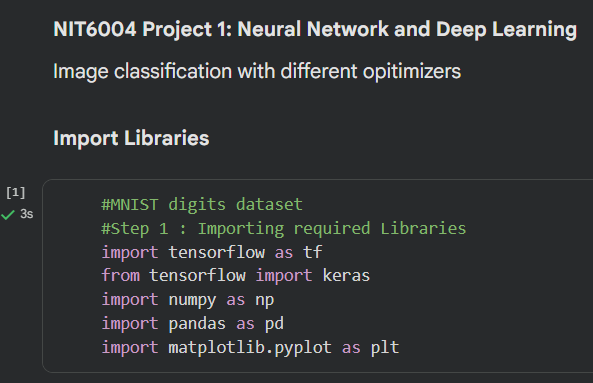 NIT6004 Project 1: Neural Network and Deep Learning
Image classification with different opitimizers
Import Libraries
[1]
3s
#MNIST digits dataset
#Step 1 : Importing required Libraries
import tensorflow as tf
from tensorflow import keras
import numpy as np
import pandas as pd
import matplotlib.pyplot as plt